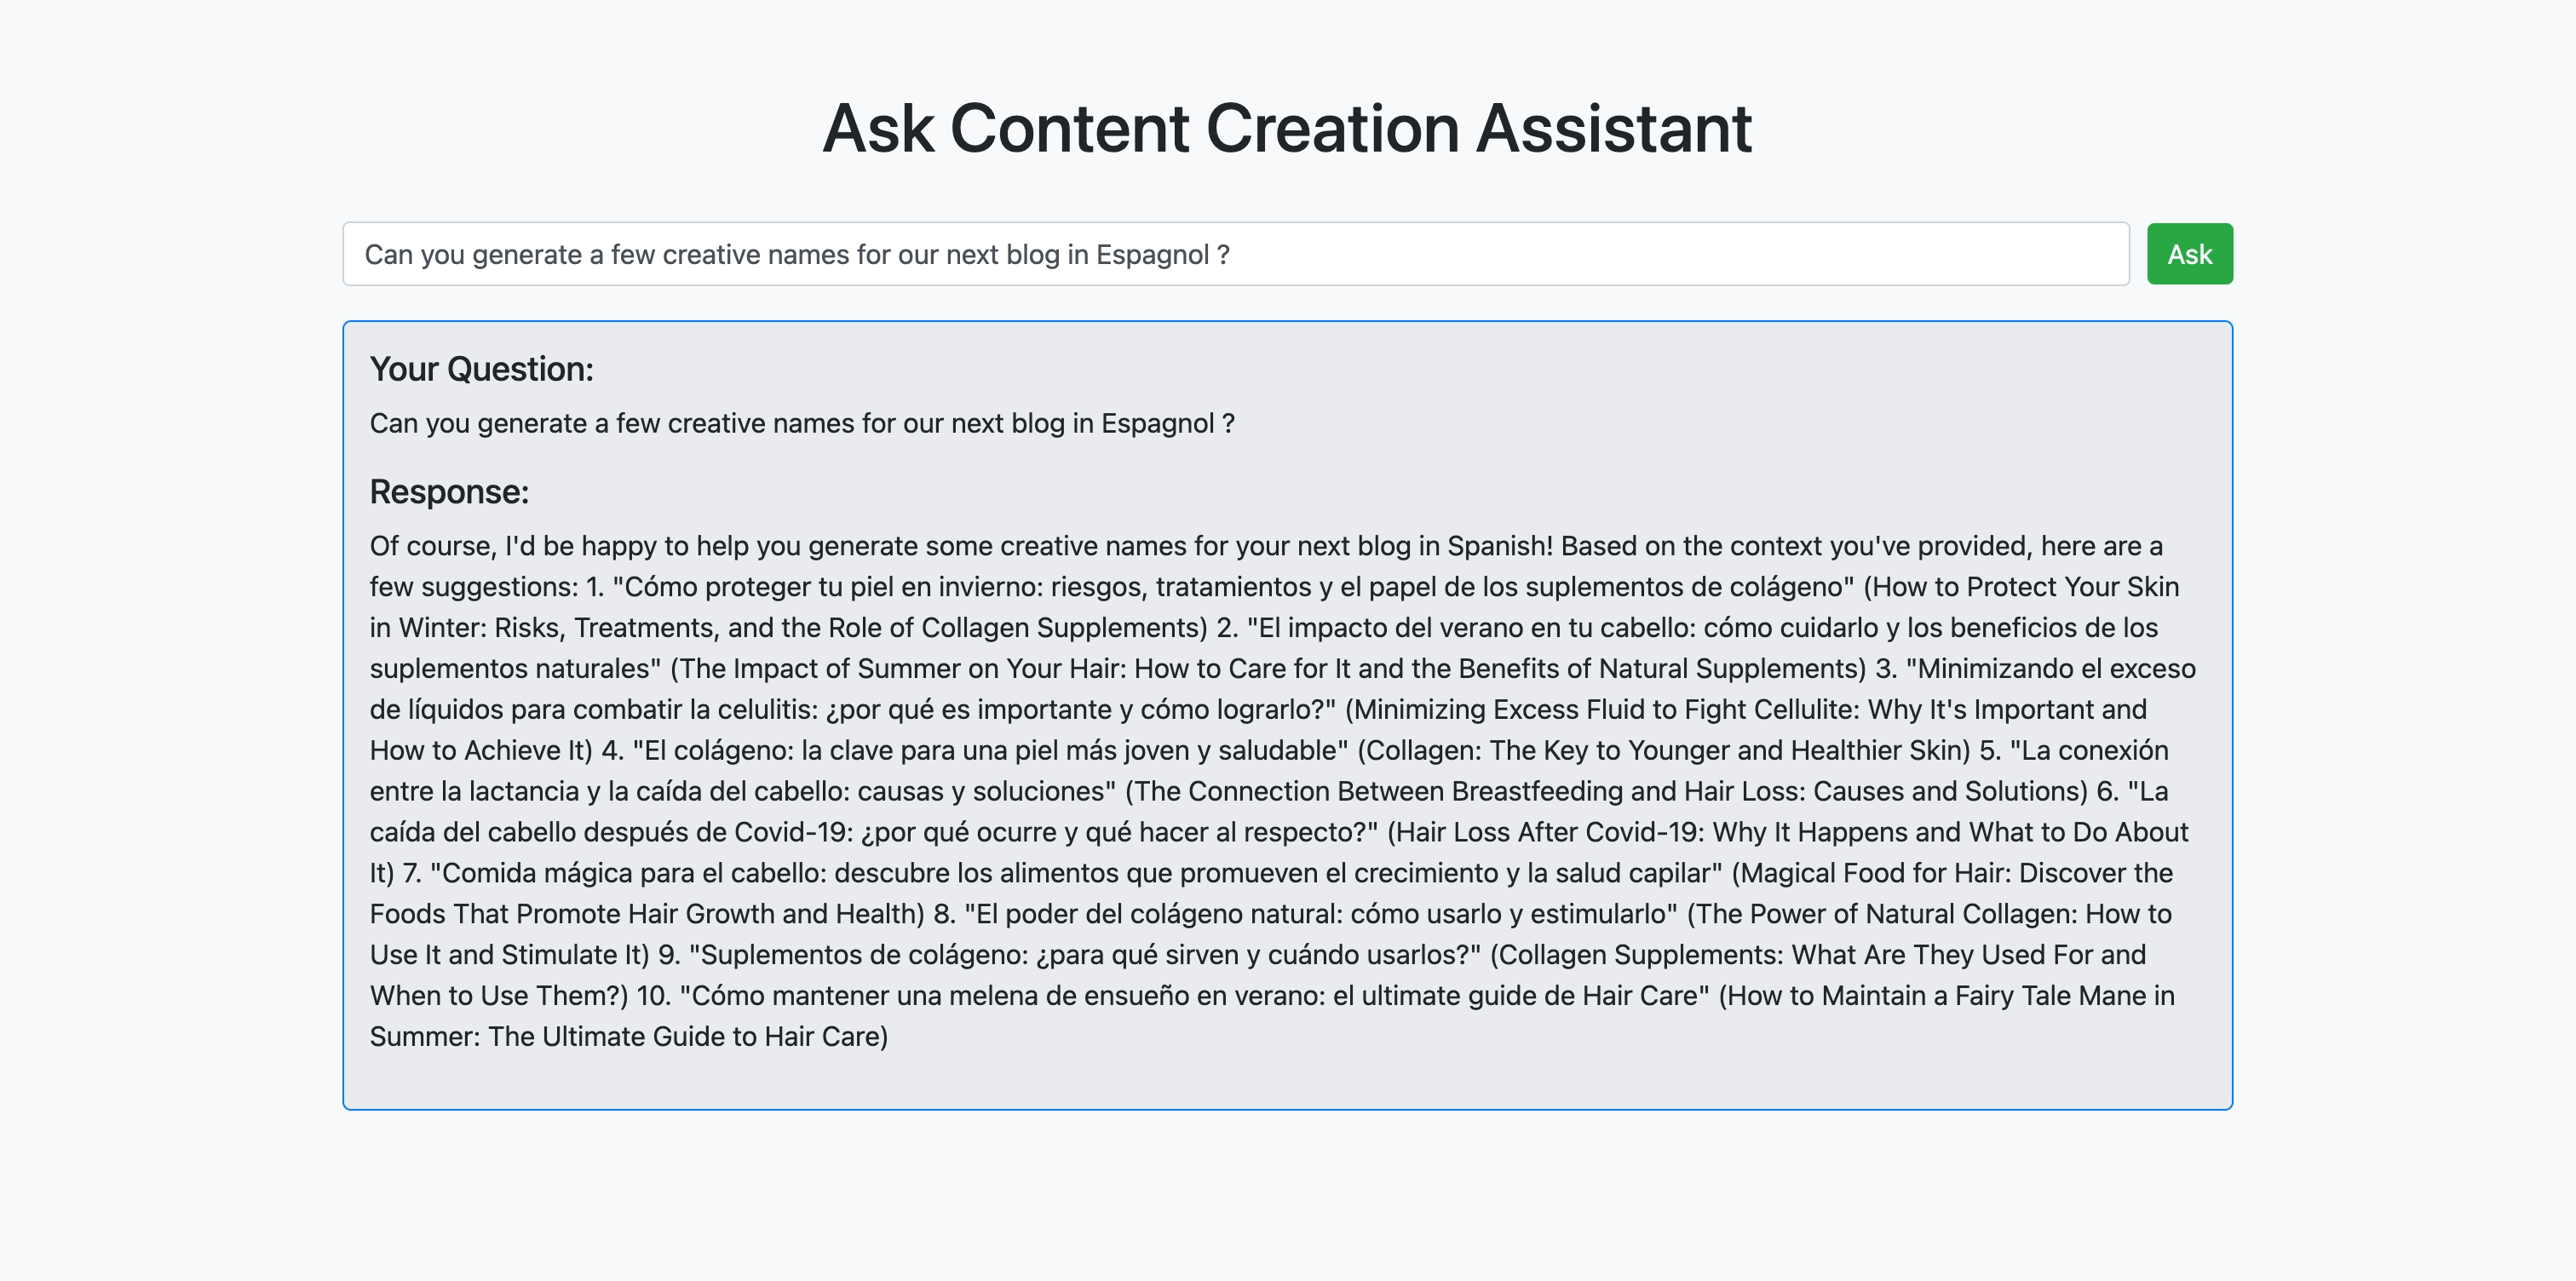 Ask Content Creation Assistant
Can you generate a few creative names for our next blog in Espagnol ?
Ask
Your Question:
Can you generate a few creative names for our next blog in Espagnol ?
Response:
Of course, I'd be happy to help you generate some creative names for your next blog in Spanish! Based on the context you've provided, here are a
few suggestions: 1. "Cómo proteger tu piel en invierno: riesgos, tratamientos y el papel de los suplementos de colágeno" (How to Protect Your Skin
in Winter: Risks, Treatments, and the Role of Collagen Supplements) 2. "El impacto del verano en tu cabello: cómo cuidarlo y los beneficios de los
suplementos naturales" (The Impact of Summer on Your Hair: How to Care for It and the Benefits of Natural Supplements) 3. "Minimizando el exceso
de líquidos para combatir la celulitis: ¿por qué es importante y cómo lograrlo?" (Minimizing Excess Fluid to Fight Cellulite: Why It's Important and
How to Achieve It) 4. "El colágeno: la clave para una piel más joven y saludable" (Collagen: The Key to Younger and Healthier Skin) 5. "La conexión
entre la lactancia y la caída del cabello: causas y soluciones" (The Connection Between Breastfeeding and Hair Loss: Causes and Solutions) 6. "La
caída del cabello después de Covid-19: ¿por qué ocurre y qué hacer al respecto?" (Hair Loss After Covid-19: Why It Happens and What to Do About
It) 7. "Comida mágica para el cabello: descubre los alimentos que promueven el crecimiento y la salud capilar" (Magical Food for Hair: Discover the
Foods That Promote Hair Growth and Health) 8. "El poder del colágeno natural: cómo usarlo y estimularlo" (The Power of Natural Collagen: How to
Use It and Stimulate It) 9. "Suplementos de colágeno: ¿para qué sirven y cuándo usarlos?" (Collagen Supplements: What Are They Used For and
When to Use Them?) 10. "Cómo mantener una melena de ensueño en verano: el ultimate guide de Hair Care" (How to Maintain a Fairy Tale Mane in
Summer: The Ultimate Guide to Hair Care)